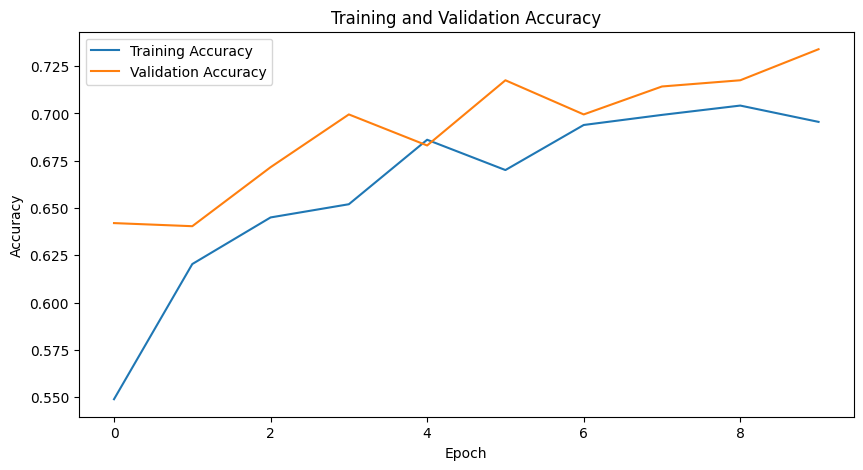 Training and Validation Accuracy
Training Accuracy
Validation Accuracy
Accuracy
0.725
0.700
0.675
0.650
0.625
0.600
0.575
0.550
0 2 4 6 8
Epoch